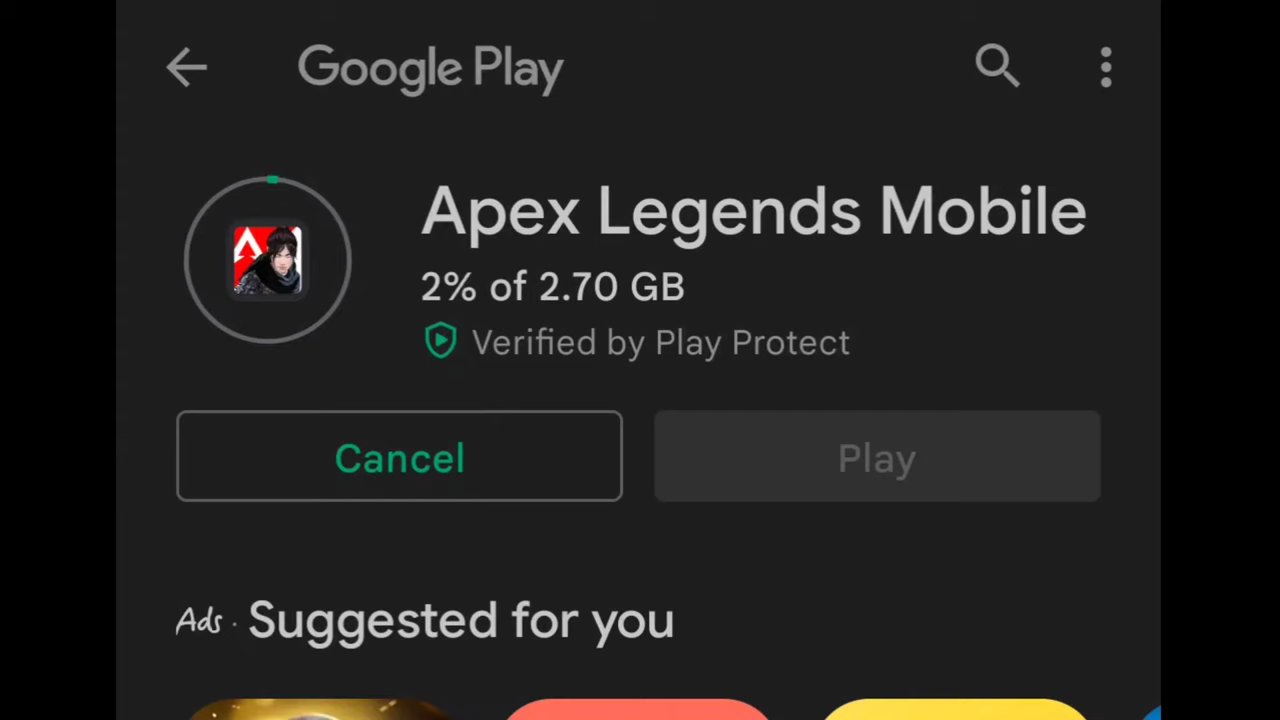 Google Play
Apex Legends Mobile
2% of 2.70 GB
Verified by Play Protect
Cancel
Play
Ads · Suggested for you